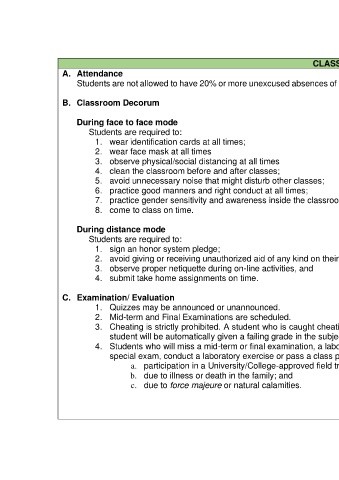 CLASS
A. Attendance
Students are not allowed to have 20% or more unexcused absences of
B. Classroom Decorum
During face to face mode
Students are required to:
1. wear identification cards at all times;
2. wear face mask at all times
3. observe physical/social distancing at all times
4. clean the classroom before and after classes;
5. avoid unnecessary noise that might disturb other classes;
6. practice good manners and right conduct at all times;
7. practice gender sensitivity and awareness inside the classroo
8. come to class on time.
During distance mode
Students are required to:
1. sign an honor system pledge;
2. avoid giving or receiving unauthorized aid of any kind on their
3. observe proper netiquette during on-line activities, and
4. submit take home assignments on time.
C. Examination/ Evaluation
1. Quizzes may be announced or unannounced.
2. Mid-term and Final Examinations are scheduled.
3. Cheating is strictly prohibited. A student who is caught cheati
student will be automatically given a failing grade in the subje
4. Students who will miss a mid-term or final examination, a labo
special exam, conduct a laboratory exercise or pass a class p
a. participation in a University/College-approved field tr
b. due to illness or death in the family; and
c. due to force majeure or natural calamities.